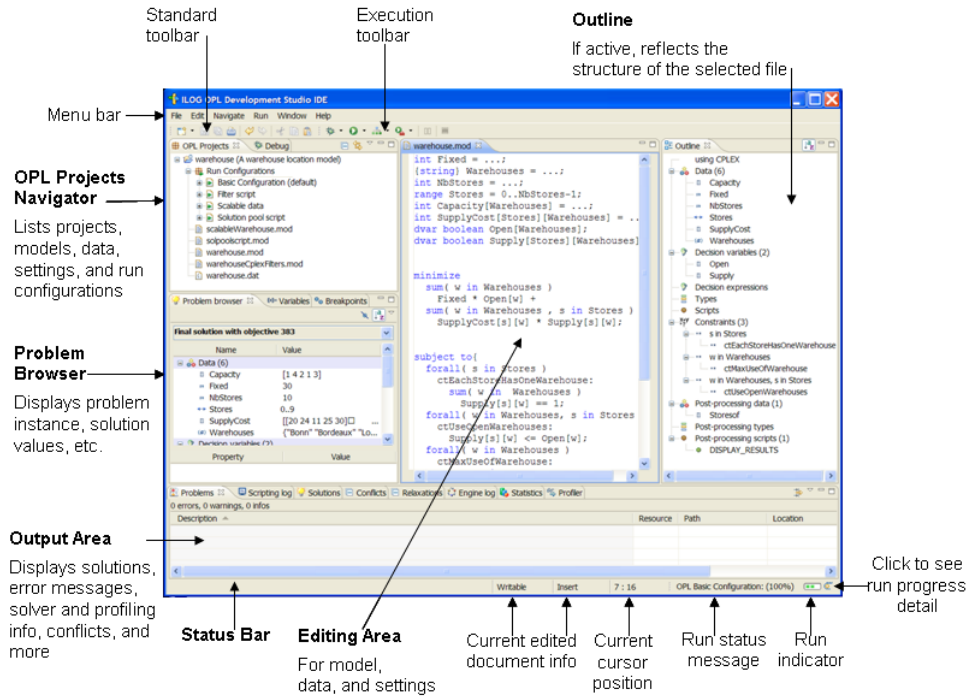 Standard
toolbar
Execution
toolbar
Outline
If active, reflects the
structure of the selected file
Menu bar
ILOG OPL Development Studio IDE
File Edit Navigate Run Window Help
OPL Projects Debug
warehouse (A warehouse location model)
Run Configurations
Basic Configuration (default)
Filter script
Scalable data
Solution pool script
scalableWarehouse.mod
solpoolscript.mod
warehouse.mod
warehouseCplexFilters.mod
warehouse.dat
OPL Projects
Navigator
Lists projects,
models, data,
settings, and run
configurations
warehouse.mod
int Fixed = ...;
{string} Warehouses = ...;
int NbStores = ...;
range Stores = 0..NbStores-1;
int Capacity[Warehouses] = ...;
int SupplyCost[Stores][Warehouses] = ..
dvar boolean Open[Warehouses];
dvar boolean Supply[Stores][Warehouses]
minimize
sum( w in Warehouses )
Fixed * Open[w] +
sum( w in Warehouses , s in Stores )
SupplyCost[s][w] * Supply[s][w];
subject to{
forall( s in Stores )
ctEachStoreHasOneWarehouse:
sum( w in Warehouses )
Supply[s][w] == 1;
forall( w in Warehouses, s in Stores
ctUseOpenWarehouses:
Supply[s][w] <= Open[w];
forall( w in Warehouses )
ctMaxUseOfWarehouse:
Outline
using CPLEX
Data (6)
Capacity
Fixed
NbStores
Stores
SupplyCost
Warehouses
Decision variables (2)
Open
Supply
Decision expressions
Types
Scripts
Constraints (3)
s in Stores
ctEachStoreHasOneWarehouse
w in Warehouses
ctMaxUseOfWarehouse
w in Warehouses, s in Stores
ctUseOpenWarehouses
Post-processing data (1)
Storesof
Post-processing types
Post-processing scripts (1)
DISPLAY_RESULTS
Problem browser Variables Breakpoints
Final solution with objective 383
Name Value
Data (6)
Capacity [1 4 2 1 3]
Fixed 30
NbStores 10
Stores 0..9
SupplyCost [[20 24 11 25 30] ...
Warehouses {"Bonn" "Bordeaux" "Lo...
Decision variables (2)
Property Value
Problem
Browser
Displays problem
instance, solution
values, etc.
Problems Scripting log Solutions Conflicts Relaxations Engine log Statistics Profiler
0 errors, 0 warnings, 0 infos
Description Resource Path Location
Output Area
Displays solutions,
error messages,
solver and profiling
info, conflicts, and
more
Writable Insert 7 : 16 OPL Basic Configuration: (100%)
Click to see
run progress
detail
Status Bar
Editing Area
For model,
data, and settings
Current edited
document info
Current
cursor
position
Run status
message
Run
indicator